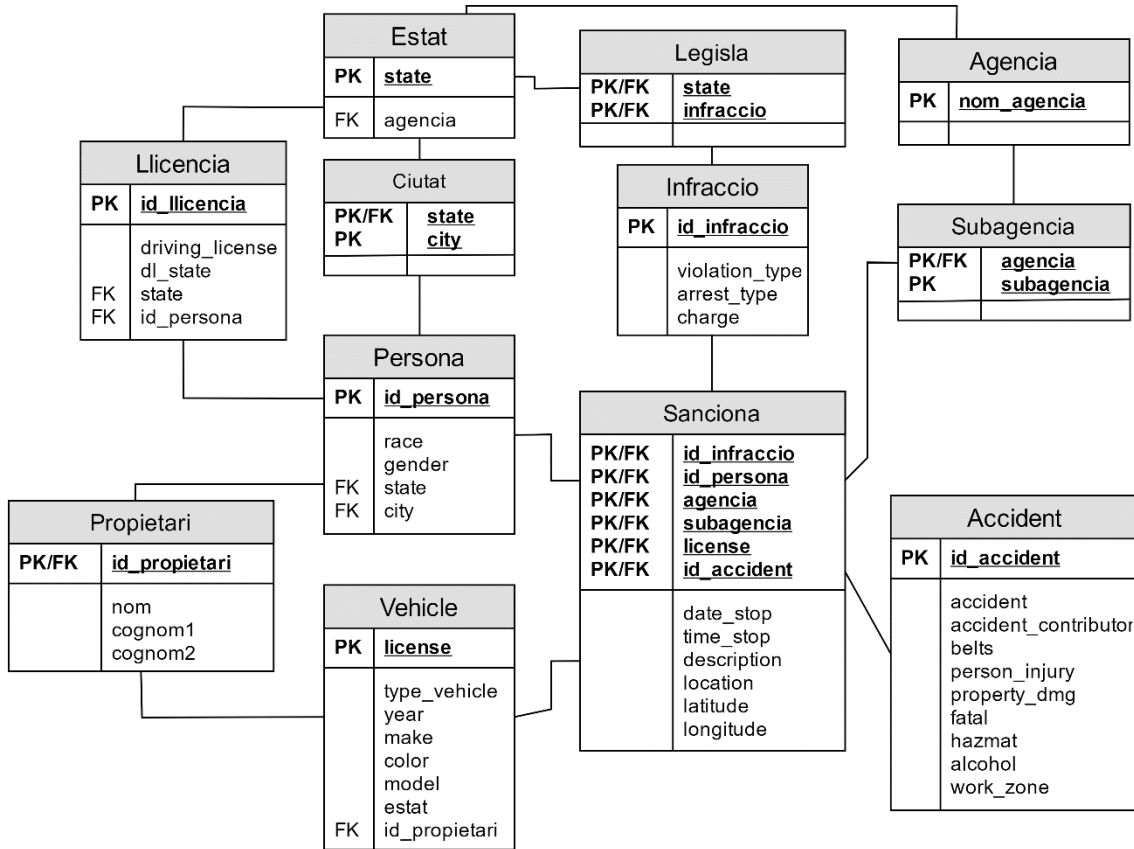 Estat
PK state
FK agencia
Legisla
PK/FK state
PK/FK infraccio
Agencia
PK nom_agencia
Llicencia
PK id_llicencia
driving_license
dl_state
FK state
FK id_persona
Ciutat
PK/FK state
PK city
Infraccio
PK id_infraccio
violation_type
arrest_type
charge
Subagencia
PK/FK agencia
PK subagencia
Persona
PK id_persona
race
gender
FK state
FK city
Sanciona
PK/FK id_infraccio
PK/FK id_persona
PK/FK agencia
PK/FK subagencia
PK/FK license
PK/FK id_accident
date_stop
time_stop
description
location
latitude
longitude
Propietari
PK/FK id_propietari
nom
cognom1
cognom2
Vehicle
PK license
type_vehicle
year
make
color
model
estat
FK id_propietari
Accident
PK id_accident
accident
accident_contributor
belts
person_injury
property_dmg
fatal
hazmat
alcohol
work_zone